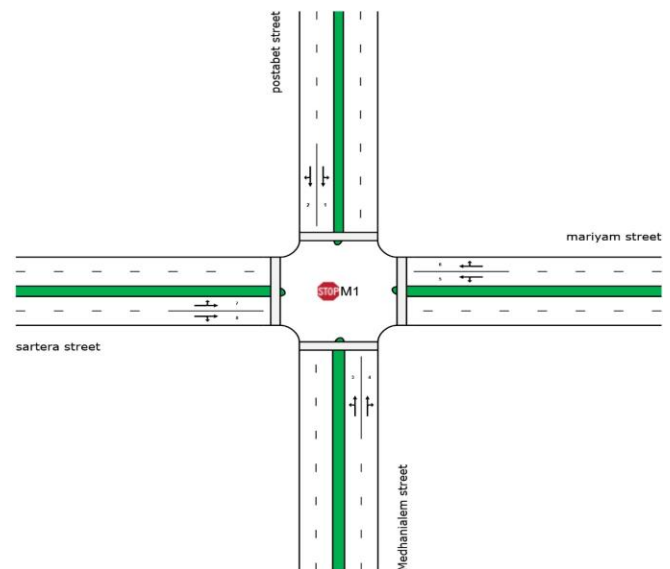 postabet street
mariyam street
STOP M1
sartera street
Medhanialem street